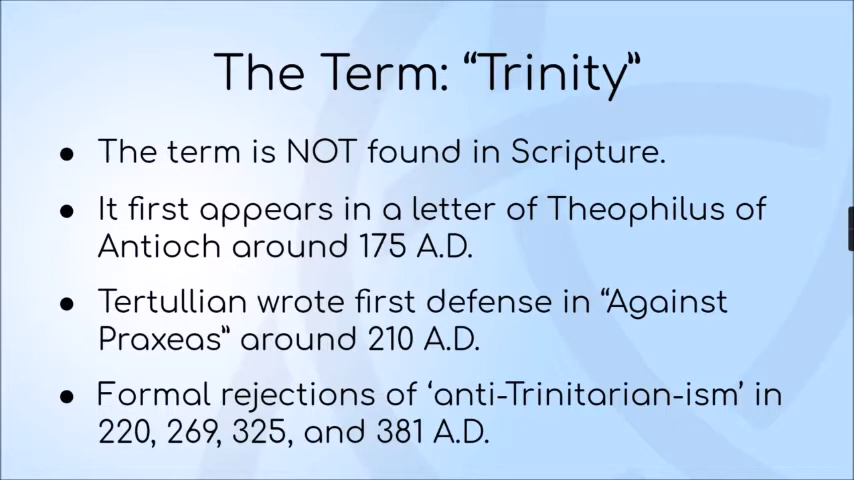 The Term: “Trinity”
● The term is NOT found in Scripture.
● It first appears in a letter of Theophilus of
Antioch around 175 A.D.
● Tertullian wrote first defense in “Against
Praxeas” around 210 A.D.
● Formal rejections of ‘anti-Trinitarian-ism’ in
220, 269, 325, and 381 A.D.